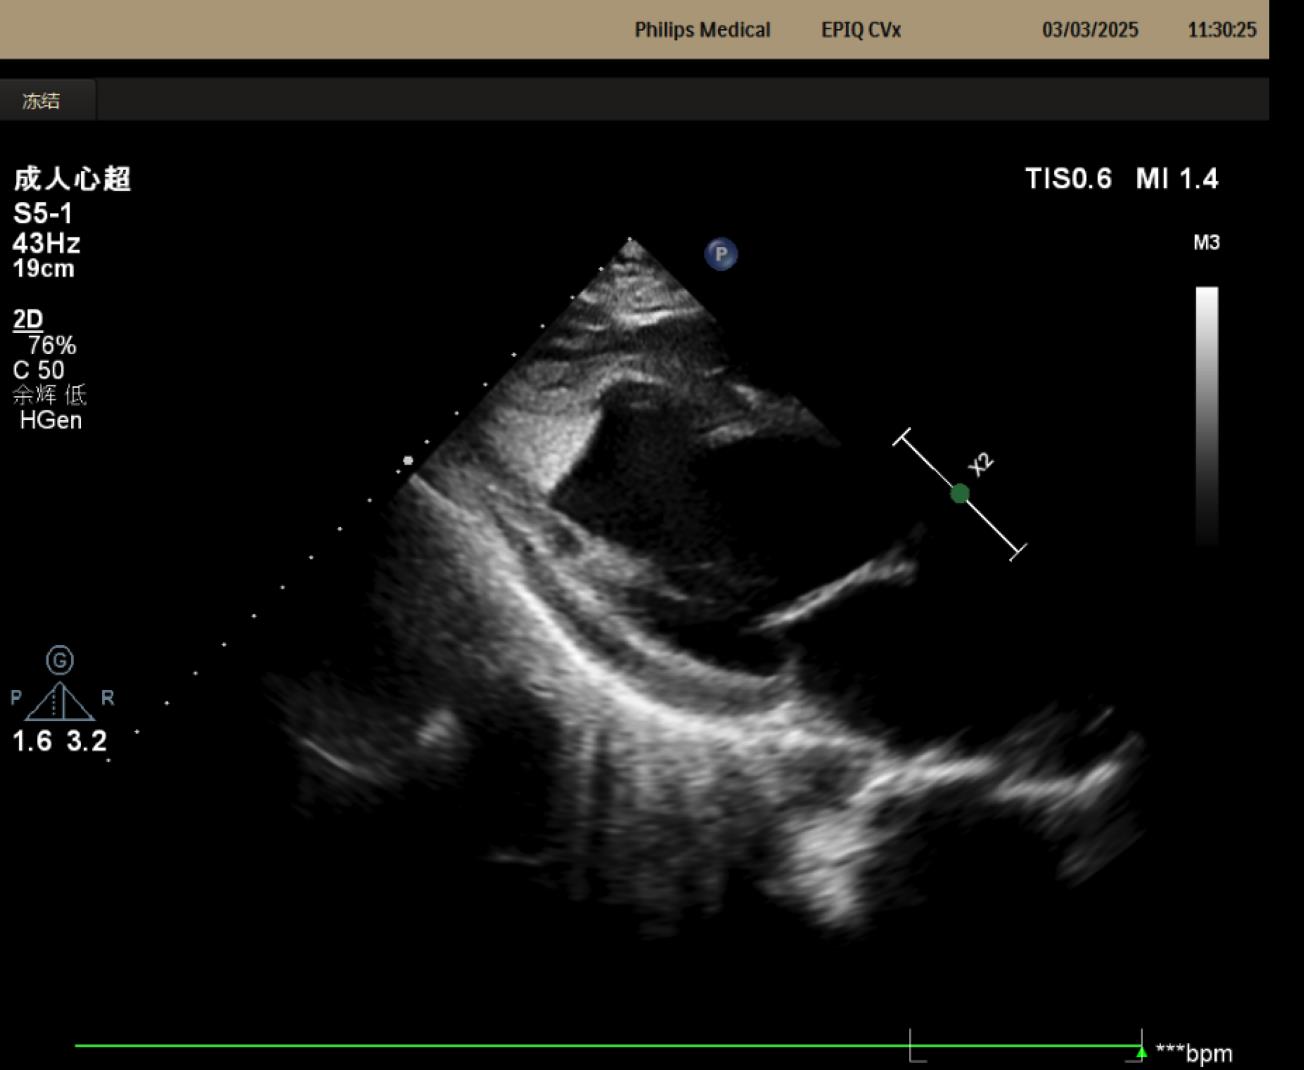 Philips Medical EPIQ CVx 03/03/2025 11:30:25
冻结
TIS0.6 MI 1.4
成人心超
S5-1
43Hz
19cm
2D
76%
C 50
余辉 低
HGen
M3
X2
P
G
P R
1.6 3.2
***bpm